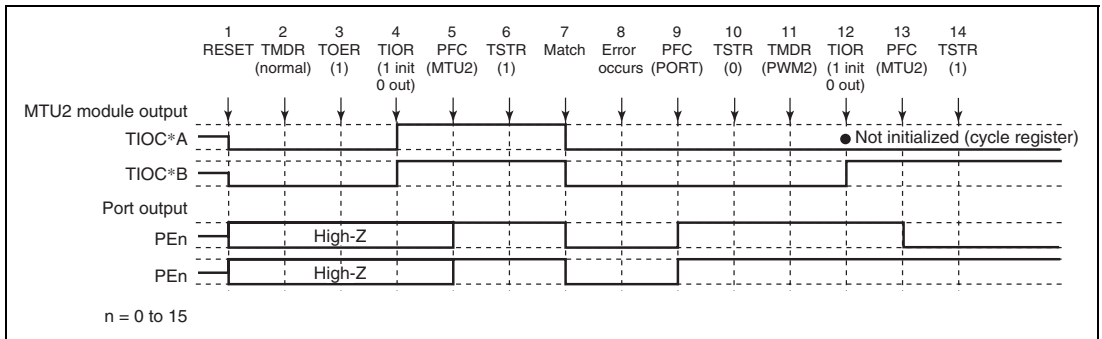 1 2 3 4 5 6 7 8 9 10 11 12 13 14
RESET TMDR TOER TIOR PFC TSTR Match Error PFC TSTR TMDR TIOR PFC TSTR
(normal) (1) (1 init (MTU2) (1) occurs (PORT) (0) (PWM2) (1 init (MTU2) (1)
0 out) 0 out)
MTU2 module output
TIOC*A
● Not initialized (cycle register)
TIOC*B
Port output
PEn High-Z
PEn High-Z
n = 0 to 15